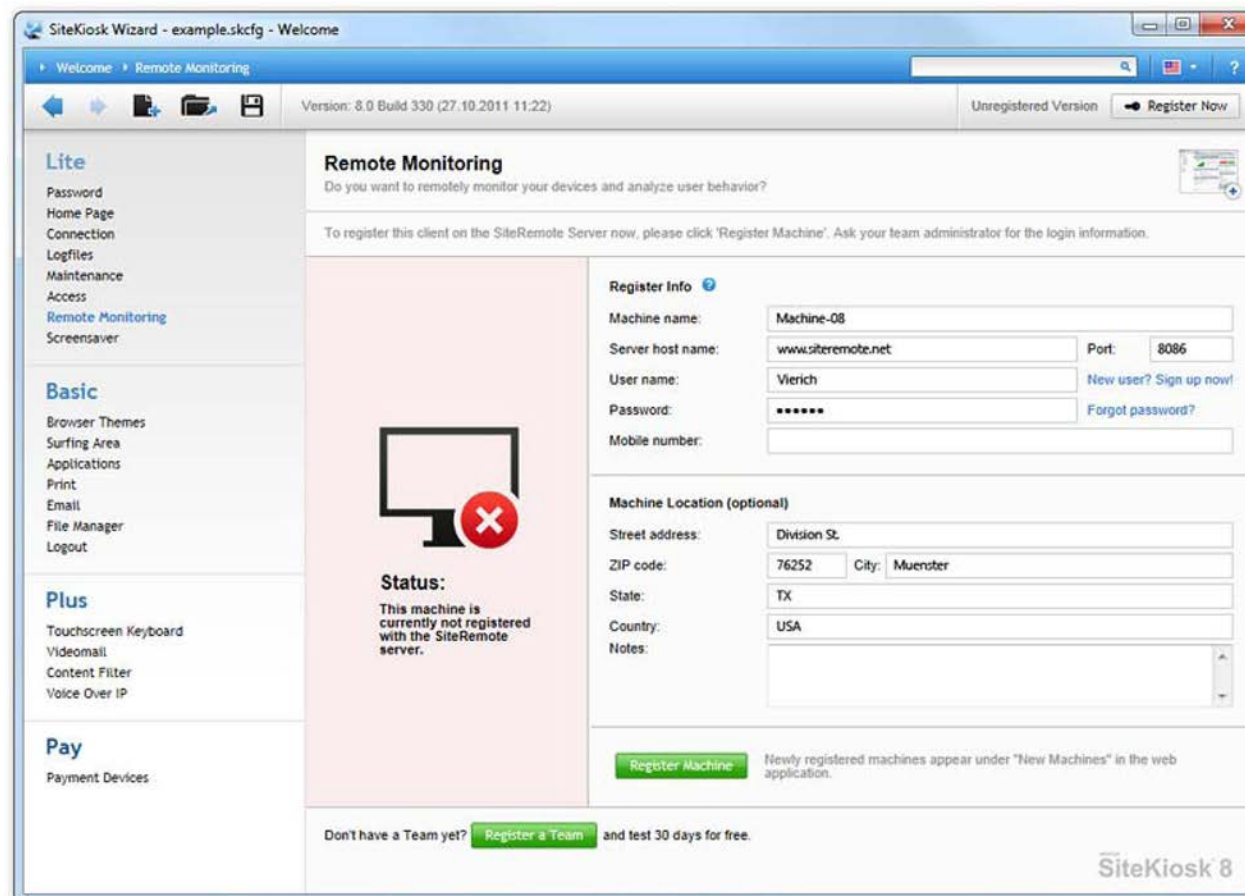 SiteKiosk Wizard - example.skcfg - Welcome
Welcome Remote Monitoring
?
Version: 8.0 Build 330 (27.10.2011 11:22)
Unregistered Version
Register Now
Lite
Password
Home Page
Connection
Logfiles
Maintenance
Access
Remote Monitoring
Screensaver
Basic
Browser Themes
Surfing Area
Applications
Print
Email
File Manager
Logout
Plus
Touchscreen Keyboard
Videomail
Content Filter
Voice Over IP
Pay
Payment Devices
Remote Monitoring
Do you want to remotely monitor your devices and analyze user behavior?
To register this client on the SiteRemote Server now, please click 'Register Machine'. Ask your team administrator for the login information.
Status:
This machine is
currently not registered
with the SiteRemote
server.
Register Info ?
Machine name: Machine-08
Server host name: www.siteremote.net Port: 8086
User name: Vierich New user? Sign up now!
Password: •••••• Forgot password?
Mobile number:
Machine Location (optional)
Street address: Division St.
ZIP code: 76252 City: Muenster
State: TX
Country: USA
Notes:
Register Machine
Newly registered machines appear under "New Machines" in the web
application.
Don't have a Team yet? Register a Team and test 30 days for free.
SiteKiosk 8